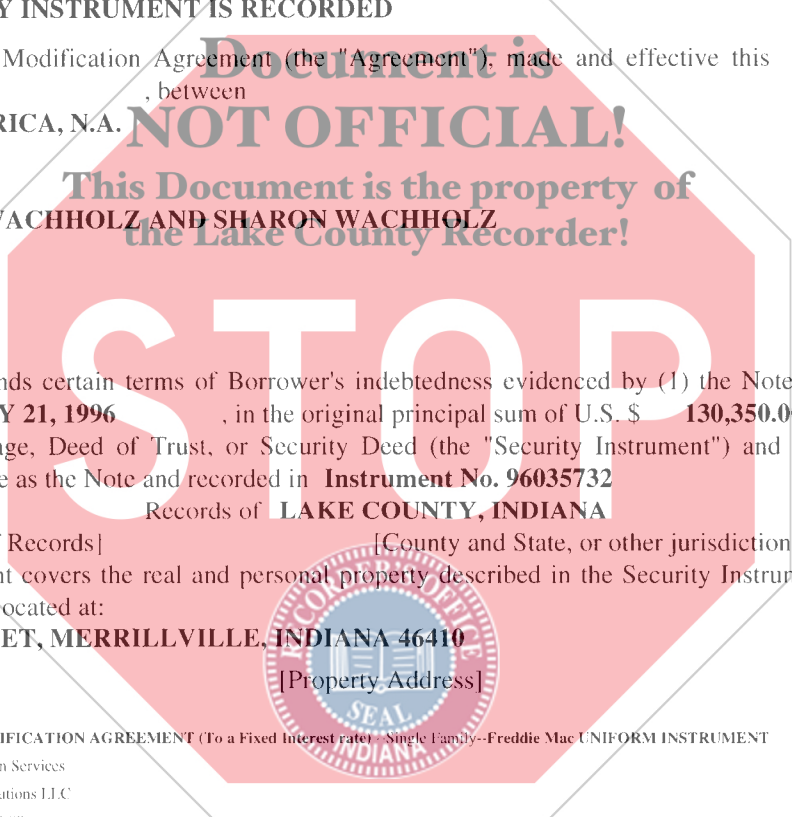 Y INSTRUMENT IS RECORDED
Document is
Modification Agreement (the "Agreement"), made and effective this
, between
RICA, N.A.
NOT OFFICIAL!
This Document is the property of
WACHHOLZ AND SHARON WACHHOLZ
the Lake County Recorder!
STOP
nds certain terms of Borrower's indebtedness evidenced by (1) the Note
Y 21, 1996 , in the original principal sum of U.S. $ 130,350.0
age, Deed of Trust, or Security Deed (the "Security Instrument") and
e as the Note and recorded in Instrument No. 96035732
Records of LAKE COUNTY, INDIANA
f Records] [County and State, or other jurisdiction
nt covers the real and personal property described in the Security Instru
ocated at:
ET, MERRILLVILLE, INDIANA 46410
[Property Address]
RECORDER'S OFFICE
SEAL
INDIANA
IFICATION AGREEMENT (To a Fixed Interest rate) - Single Family--Freddie Mac UNIFORM INSTRUMENT
n Services
utions LLC